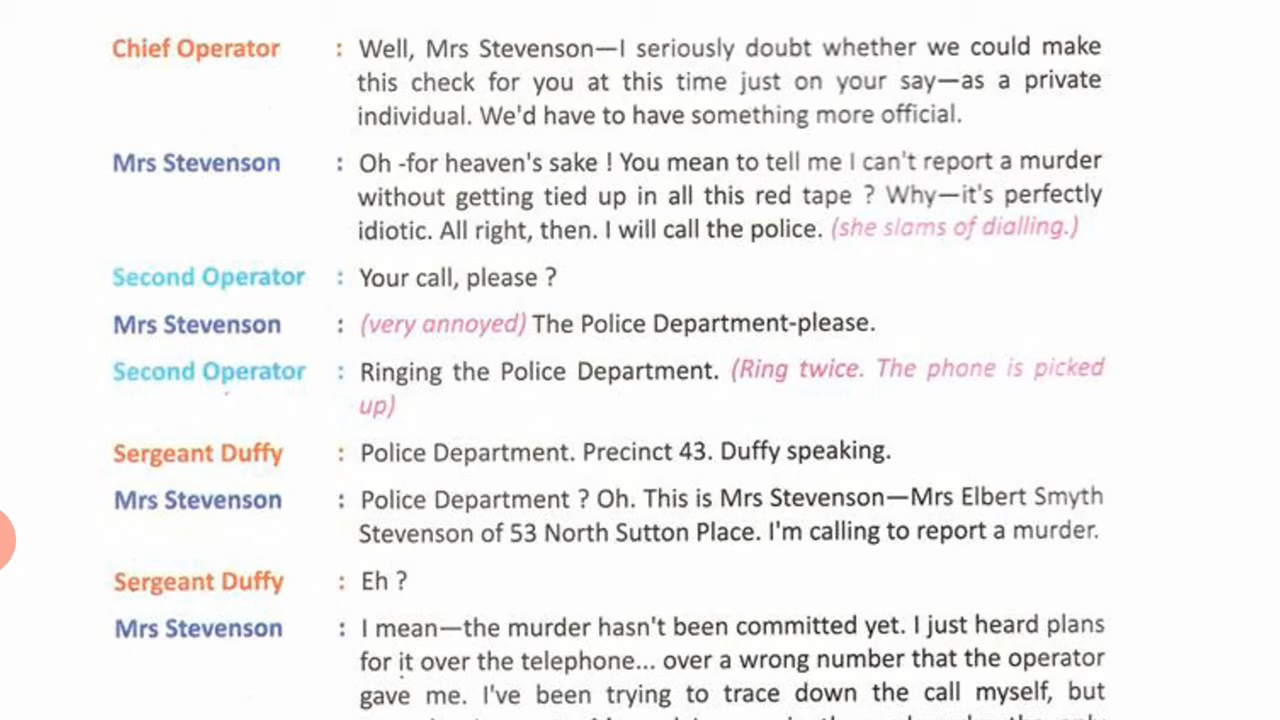 Chief Operator : Well, Mrs Stevenson—I seriously doubt whether we could make
this check for you at this time just on your say—as a private
individual. We'd have to have something more official.
Mrs Stevenson : Oh -for heaven's sake ! You mean to tell me I can't report a murder
without getting tied up in all this red tape ? Why—it's perfectly
idiotic. All right, then. I will call the police. (she slams of dialling.)
Second Operator : Your call, please ?
Mrs Stevenson : (very annoyed) The Police Department-please.
Second Operator : Ringing the Police Department. (Ring twice. The phone is picked
up)
Sergeant Duffy : Police Department. Precinct 43. Duffy speaking.
Mrs Stevenson : Police Department ? Oh. This is Mrs Stevenson—Mrs Elbert Smyth
Stevenson of 53 North Sutton Place. I'm calling to report a murder.
Sergeant Duffy : Eh ?
Mrs Stevenson : I mean—the murder hasn't been committed yet. I just heard plans
for it over the telephone... over a wrong number that the operator
gave me. I've been trying to trace down the call myself, but